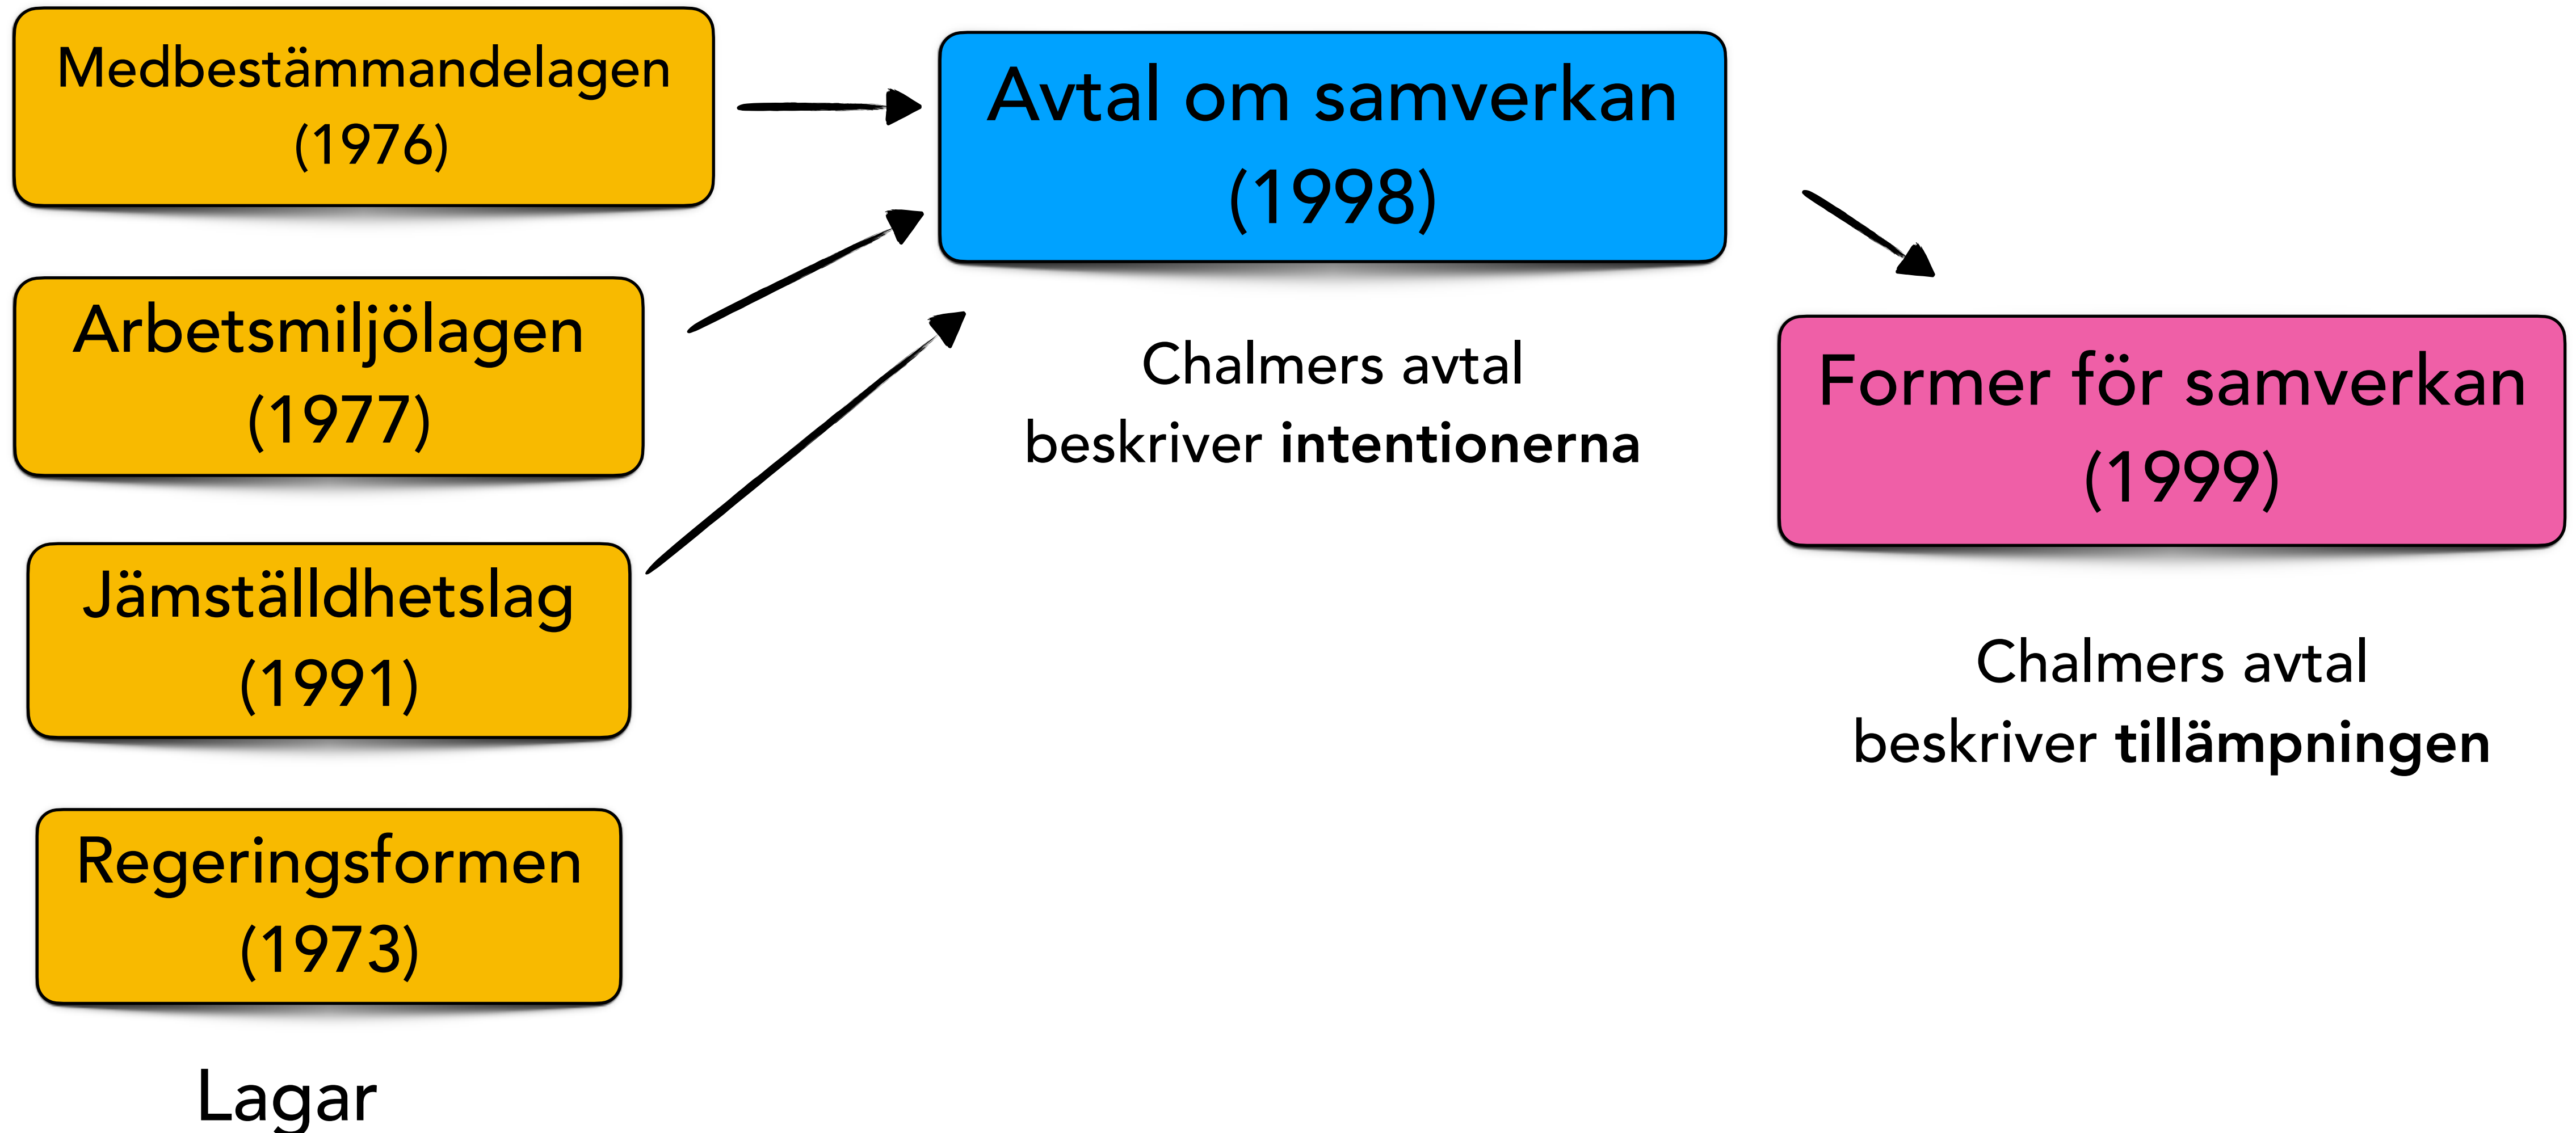 Medbestämmandelagen
(1976)
Arbetsmiljölagen
(1977)
Jämställdhetslag
(1991)
Regeringsformen
(1973)
Lagar
Avtal om samverkan
(1998)
Chalmers avtal
beskriver intentionerna
Former för samverkan
(1999)
Chalmers avtal
beskriver tillämpningen